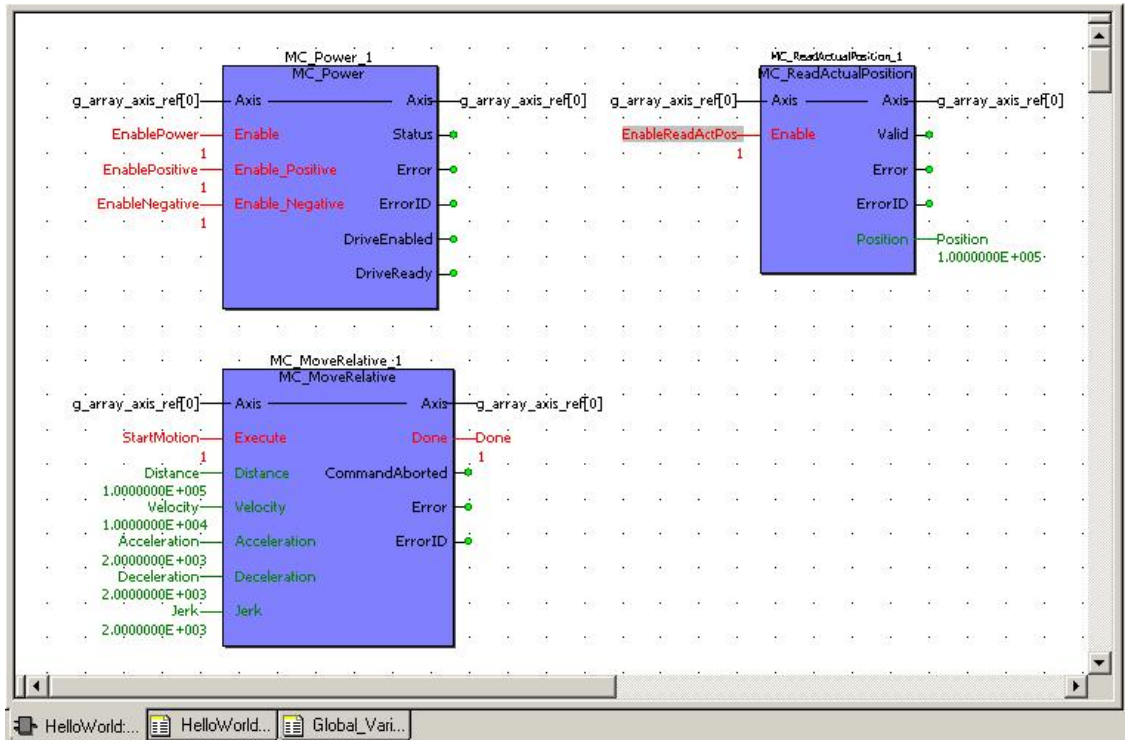 MC_Power_1
MC_Power
g_array_axis_ref[0] Axis Axis g_array_axis_ref[0]
EnablePower Enable Status
1
EnablePositive Enable_Positive Error
1
EnableNegative Enable_Negative ErrorID
1
DriveEnabled
DriveReady
MC_ReadActualPosition_1
MC_ReadActualPosition
g_array_axis_ref[0] Axis Axis g_array_axis_ref[0]
EnableReadActPos Enable Valid
1
Error
ErrorID
Position Position
1.0000000E+005
MC_MoveRelative_1
MC_MoveRelative
g_array_axis_ref[0] Axis Axis g_array_axis_ref[0]
StartMotion Execute Done Done
1 1
Distance Distance CommandAborted
1.0000000E+005
Velocity Velocity Error
1.0000000E+004
Acceleration Acceleration ErrorID
2.0000000E+003
Deceleration Deceleration
2.0000000E+003
Jerk Jerk
2.0000000E+003
HelloWorld:... HelloWorld... Global_Vari...